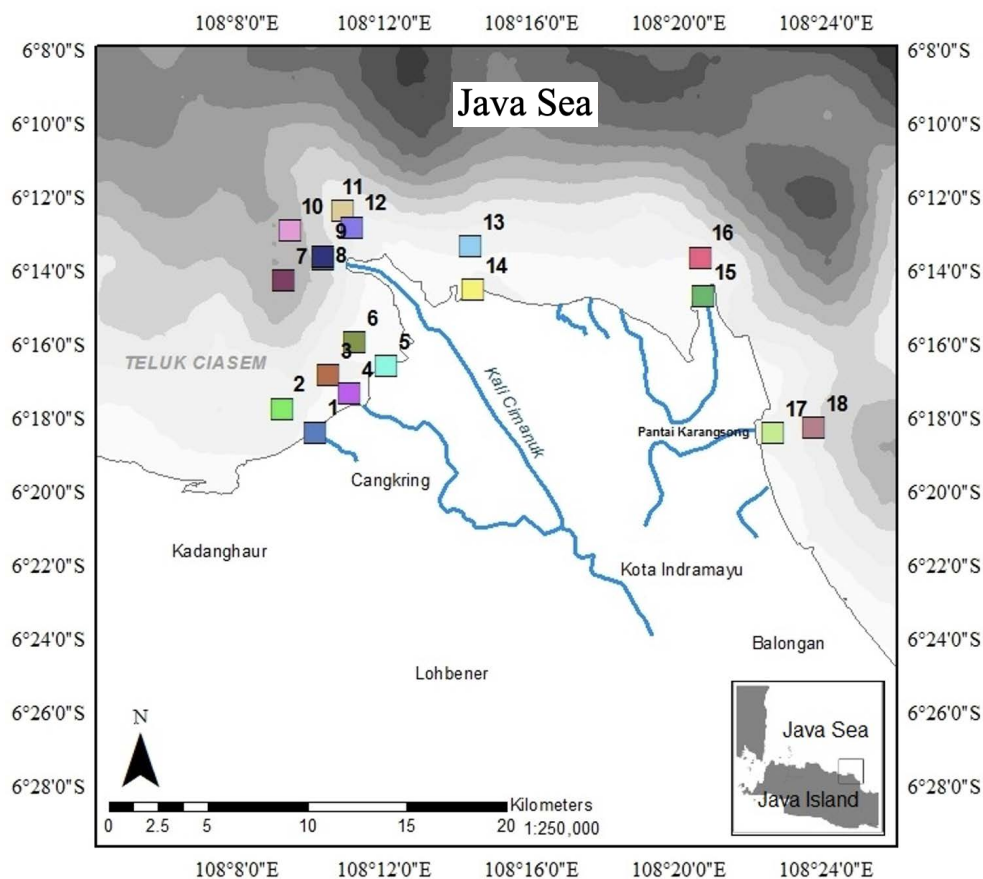 108°8'0"E 108°12'0"E 108°16'0"E 108°20'0"E 108°24'0"E
6°8'0"S 6°8'0"S
Java Sea
6°10'0"S 6°10'0"S
6°12'0"S 6°12'0"S
11
10 12
9 13 16
6°14'0"S 7 8 14 15 6°14'0"S
6
6°16'0"S 3 5 6°16'0"S
TELUK CIASEM 4
2 1 Kali Cimanuk
6°18'0"S Pantai Karangsong 17 18 6°18'0"S
Cangkring
6°20'0"S 6°20'0"S
Kadanghaur
6°22'0"S Kota Indramayu 6°22'0"S
6°24'0"S Balongan 6°24'0"S
Lohbener
6°26'0"S 6°26'0"S
N
Java Sea
6°28'0"S 6°28'0"S
Java Island
Kilometers
0 2.5 5 10 15 20 1:250,000
108°8'0"E 108°12'0"E 108°16'0"E 108°20'0"E 108°24'0"E